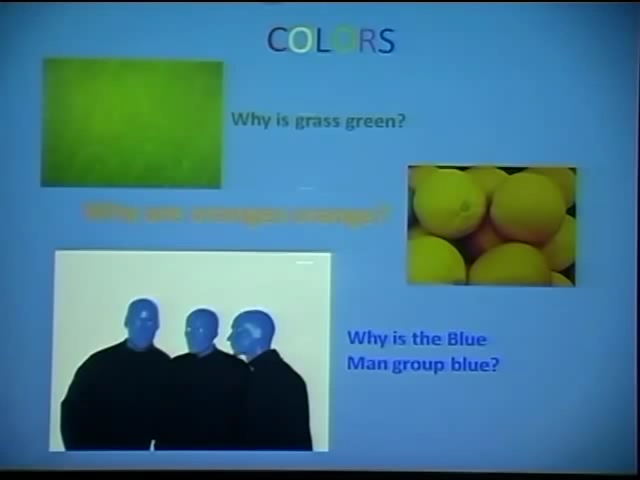 COLORS
Why is grass green?
Why are oranges orange?
Why is the Blue
Man group blue?